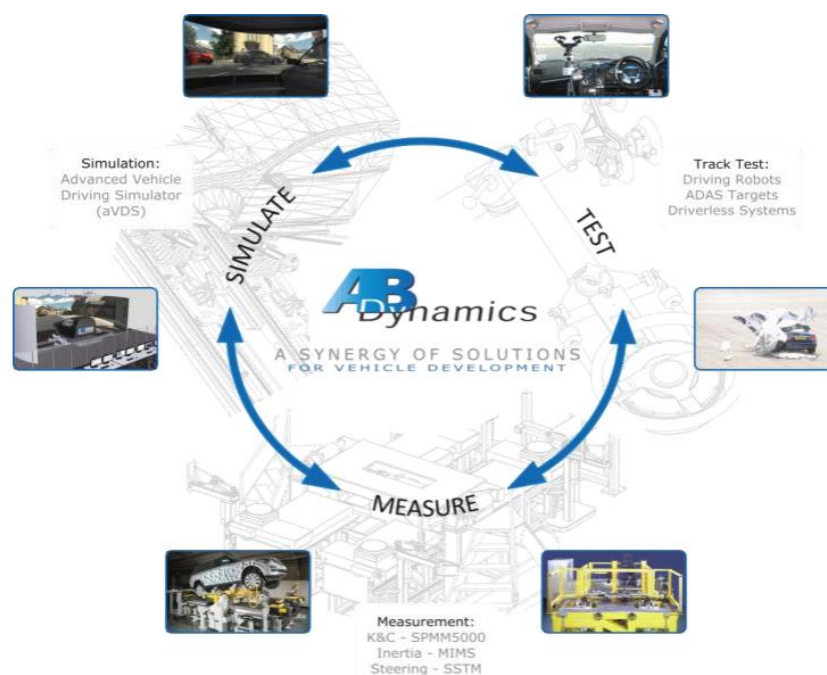 Simulation:
Advanced Vehicle
Driving Simulator
(aVDS)
Track Test:
Driving Robots
ADAS Targets
Driverless Systems
SIMULATE
TEST
AB
Dynamics
A SYNERGY OF SOLUTIONS
FOR VEHICLE DEVELOPMENT
MEASURE
Measurement:
K&C - SPMM5000
Inertia - MIMS
Steering - SSTM